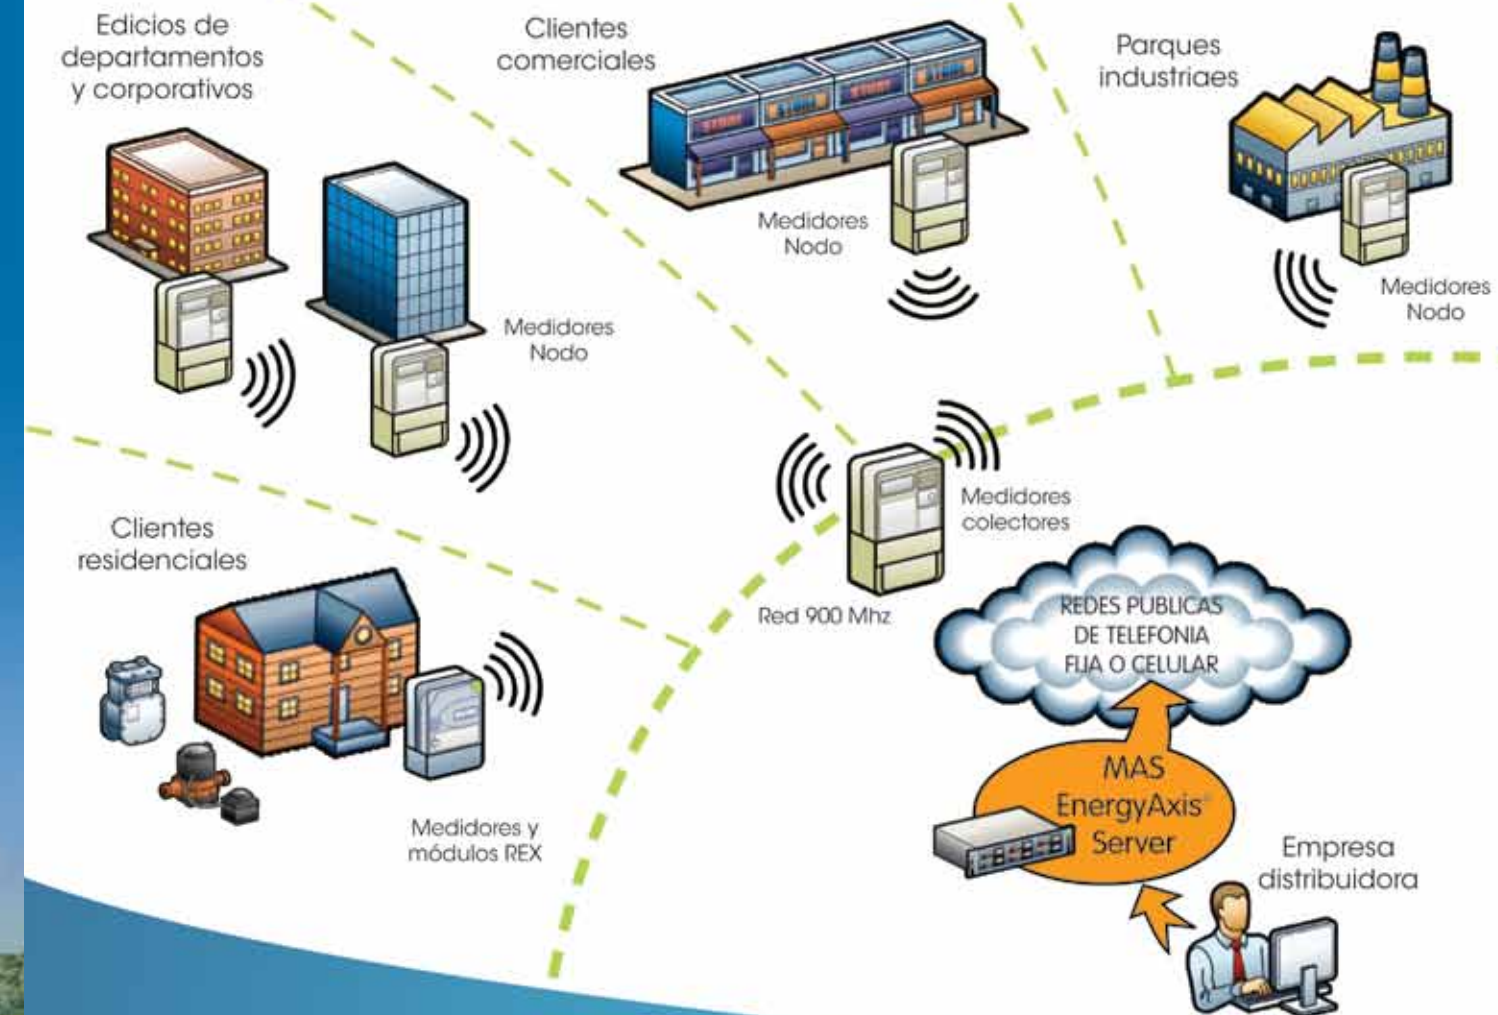 Edicios de
departamentos
y corporativos
Clientes
comerciales
Parques
industriaes
Medidores
Nodo
Medidores
Nodo
Medidores
Nodo
Clientes
residenciales
Medidores
colectores
Red 900 Mhz
REDES PUBLICAS
DE TELEFONIA
FIJA O CELULAR
MAS
EnergyAxis®
Server
Medidores y
módulos REX
Empresa
distribuidora